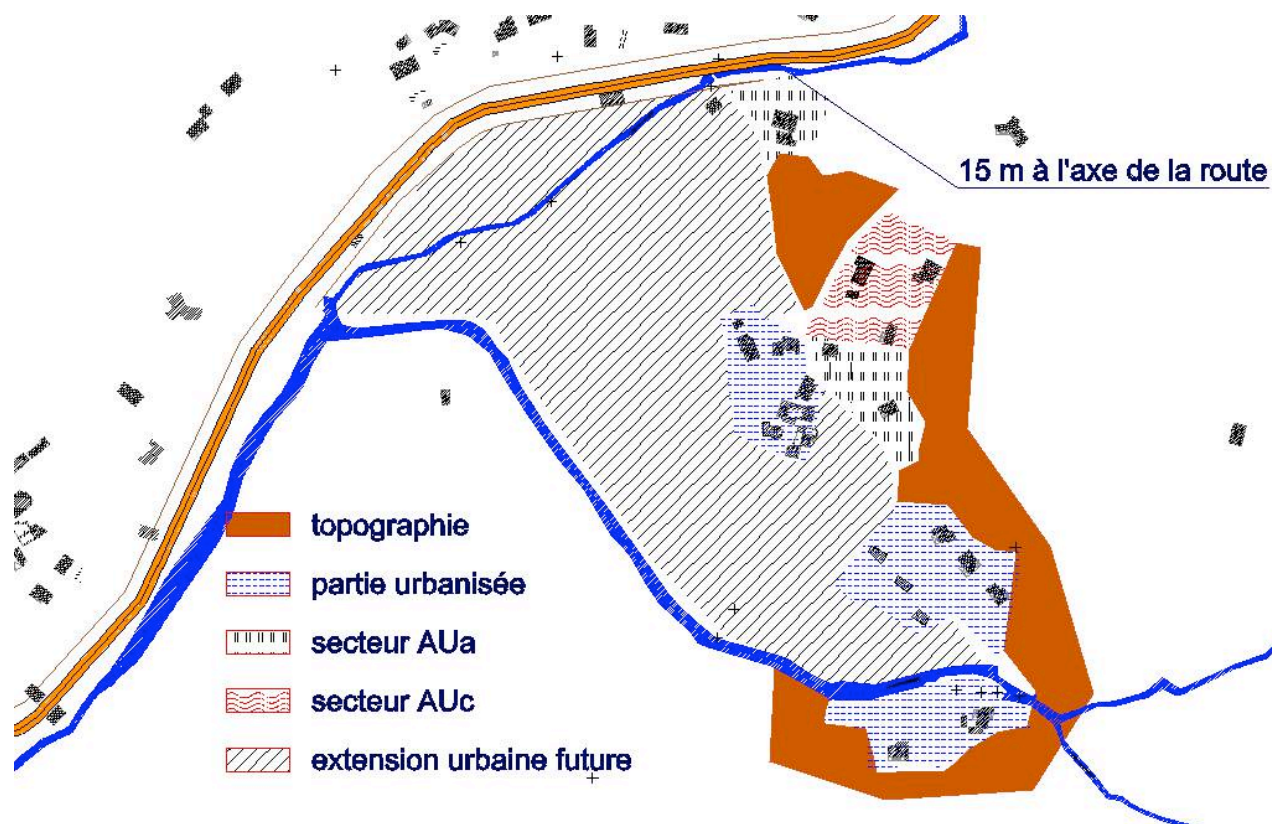 15 m à l'axe de la route
topographie
partie urbanisée
secteur AUa
secteur AUc
extension urbaine future